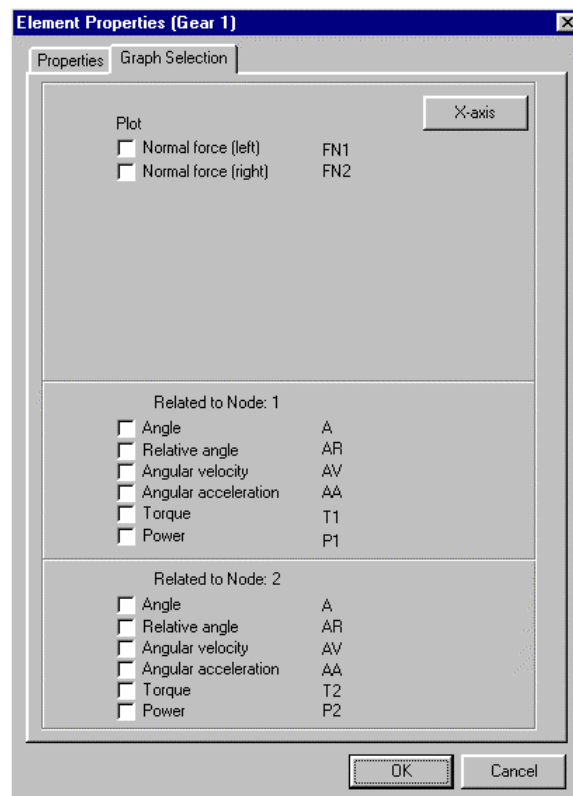 Element Properties (Gear 1)
Properties Graph Selection
X-axis
Plot
Normal force (left) FN1
Normal force (right) FN2
Related to Node: 1
Angle A
Relative angle AR
Angular velocity AV
Angular acceleration AA
Torque T1
Power P1
Related to Node: 2
Angle A
Relative angle AR
Angular velocity AV
Angular acceleration AA
Torque T2
Power P2
OK Cancel